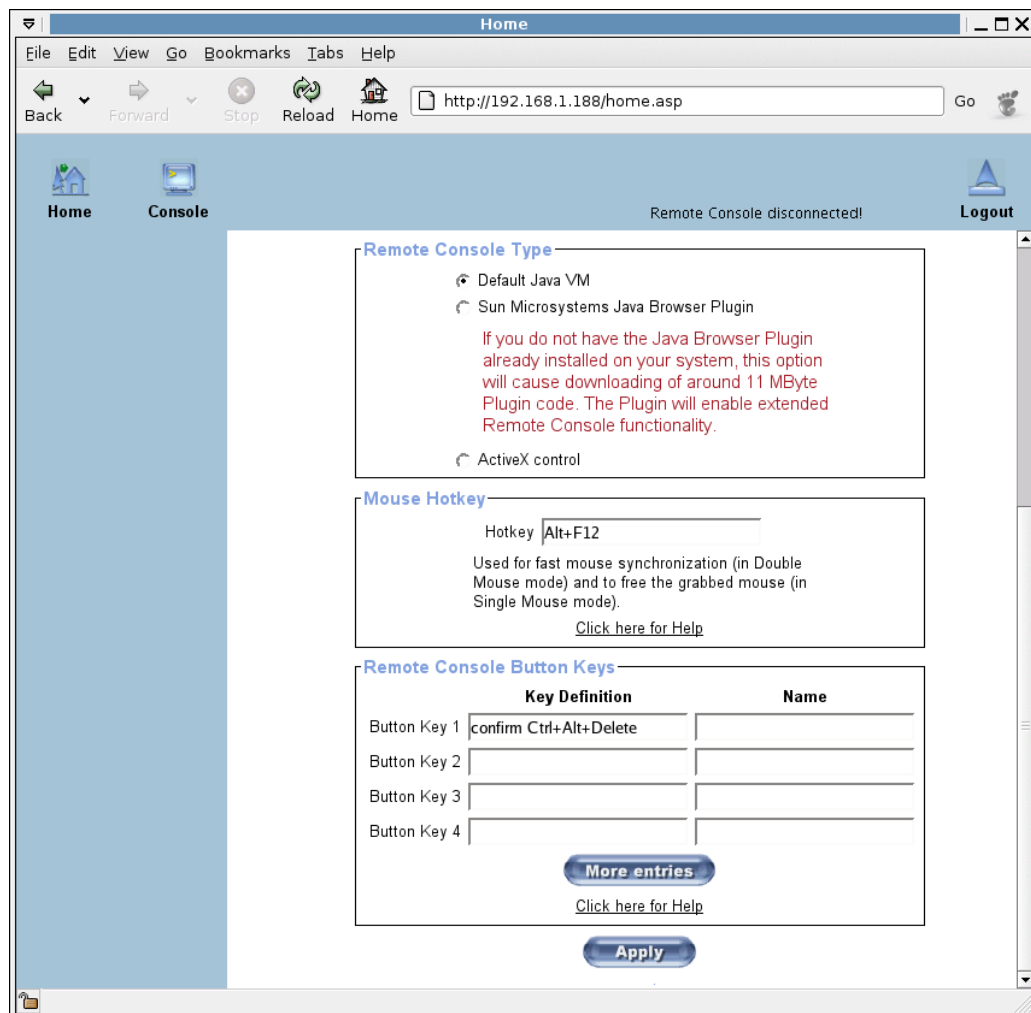 Home
File Edit View Go Bookmarks Tabs Help
Back Forward Stop Reload Home http://192.168.1.188/home.asp Go
Home Console Remote Console disconnected! Logout
Remote Console Type
Default Java VM
Sun Microsystems Java Browser Plugin
If you do not have the Java Browser Plugin
already installed on your system, this option
will cause downloading of around 11 MByte
Plugin code. The Plugin will enable extended
Remote Console functionality.
ActiveX control
Mouse Hotkey
Hotkey Alt+F12
Used for fast mouse synchronization (in Double
Mouse mode) and to free the grabbed mouse (in
Single Mouse mode).
Click here for Help
Remote Console Button Keys
Key Definition Name
Button Key 1 confirm Ctrl+Alt+Delete
Button Key 2
Button Key 3
Button Key 4
More entries
Click here for Help
Apply